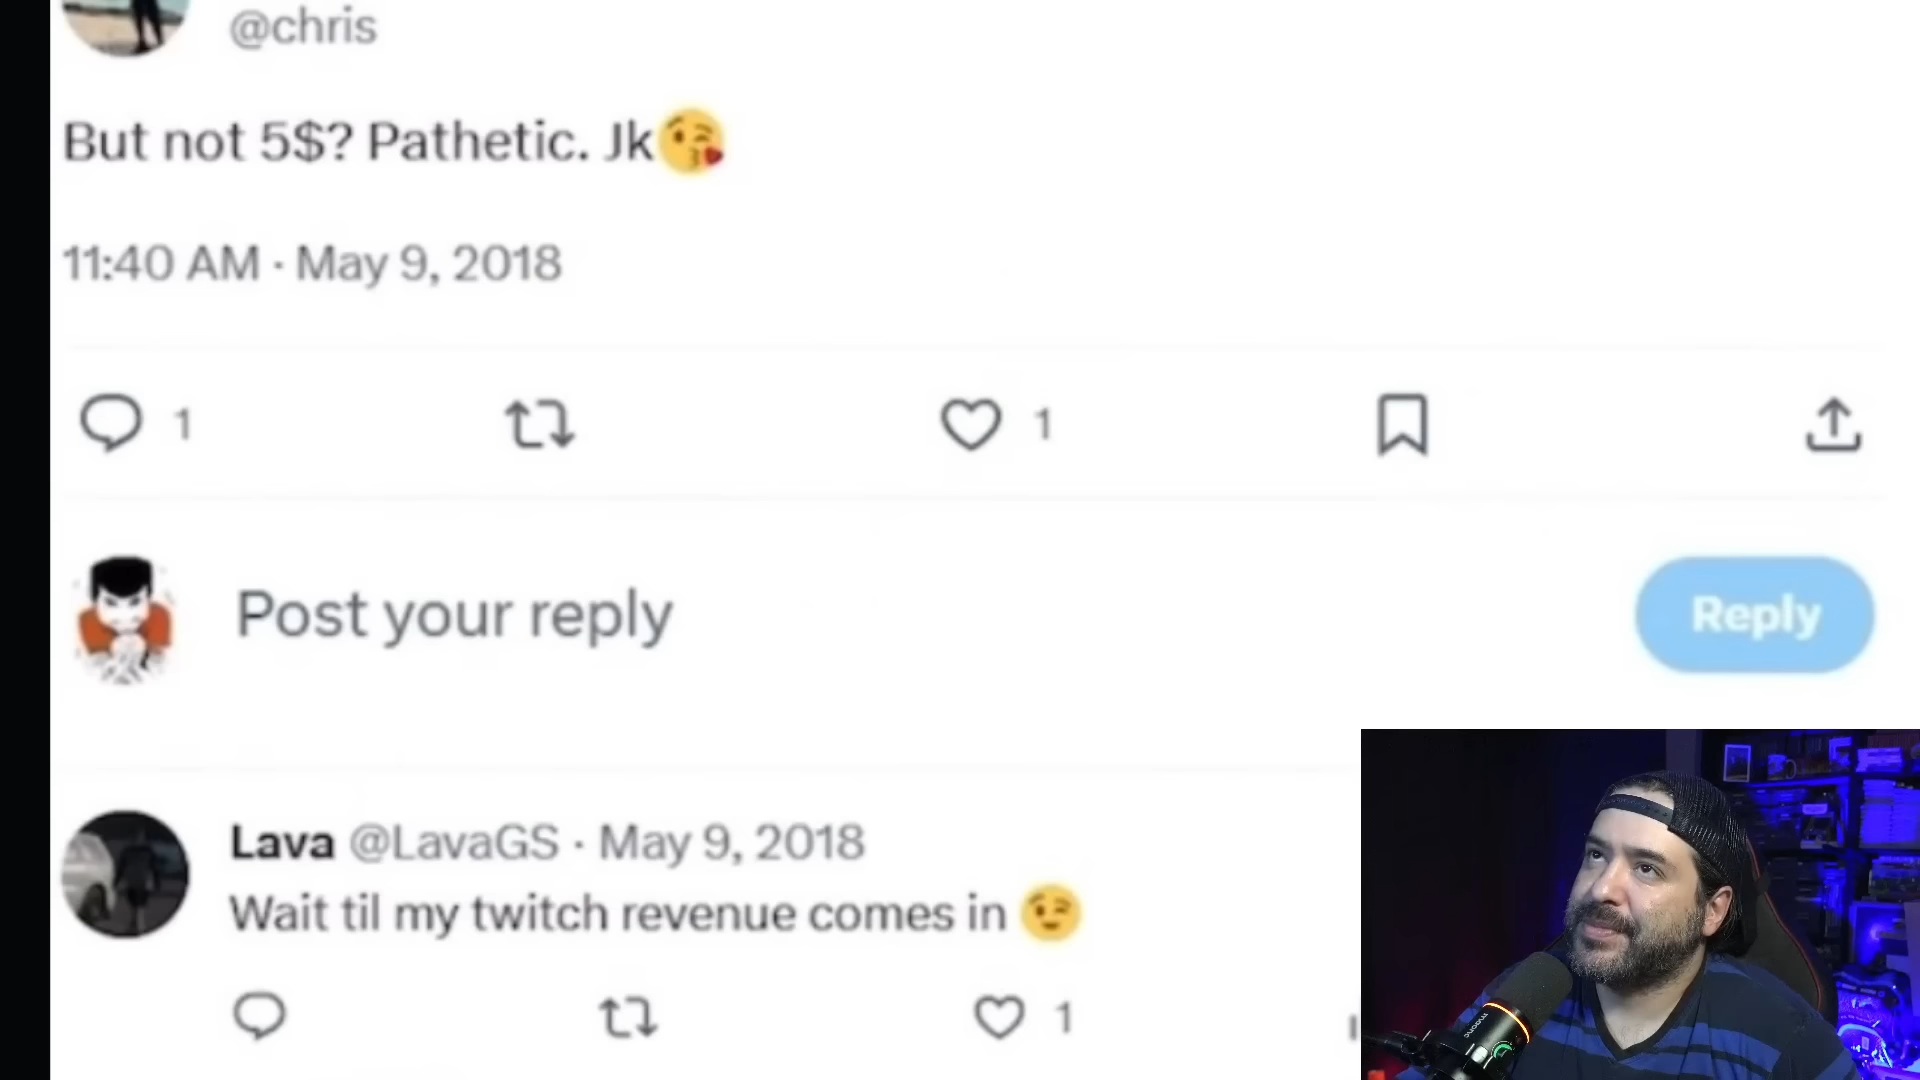 @chris
But not 5$? Pathetic. Jk😘
11:40 AM · May 9, 2018
1
1
Post your reply
Reply
Lava @LavaGS · May 9, 2018
Wait til my twitch revenue comes in 😉
1